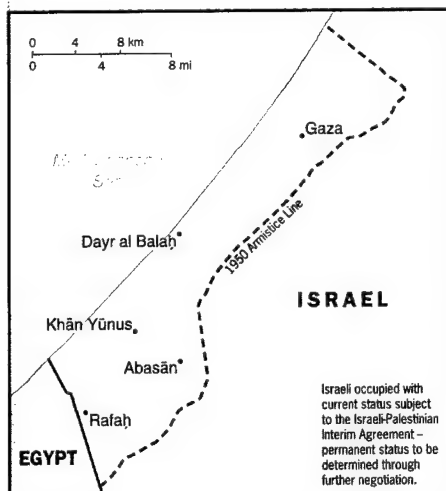 0 4 8 km
0 4 8 mi
Gaza
Dayr al Balaḩ
1950 Armistice Line
ISRAEL
Khān Yūnus
Abasān
Rafaḩ
EGYPT
Israeli occupied with
current status subject
to the Israeli-Palestinian
Interim Agreement –
permanent status to be
determined through
further negotiation.